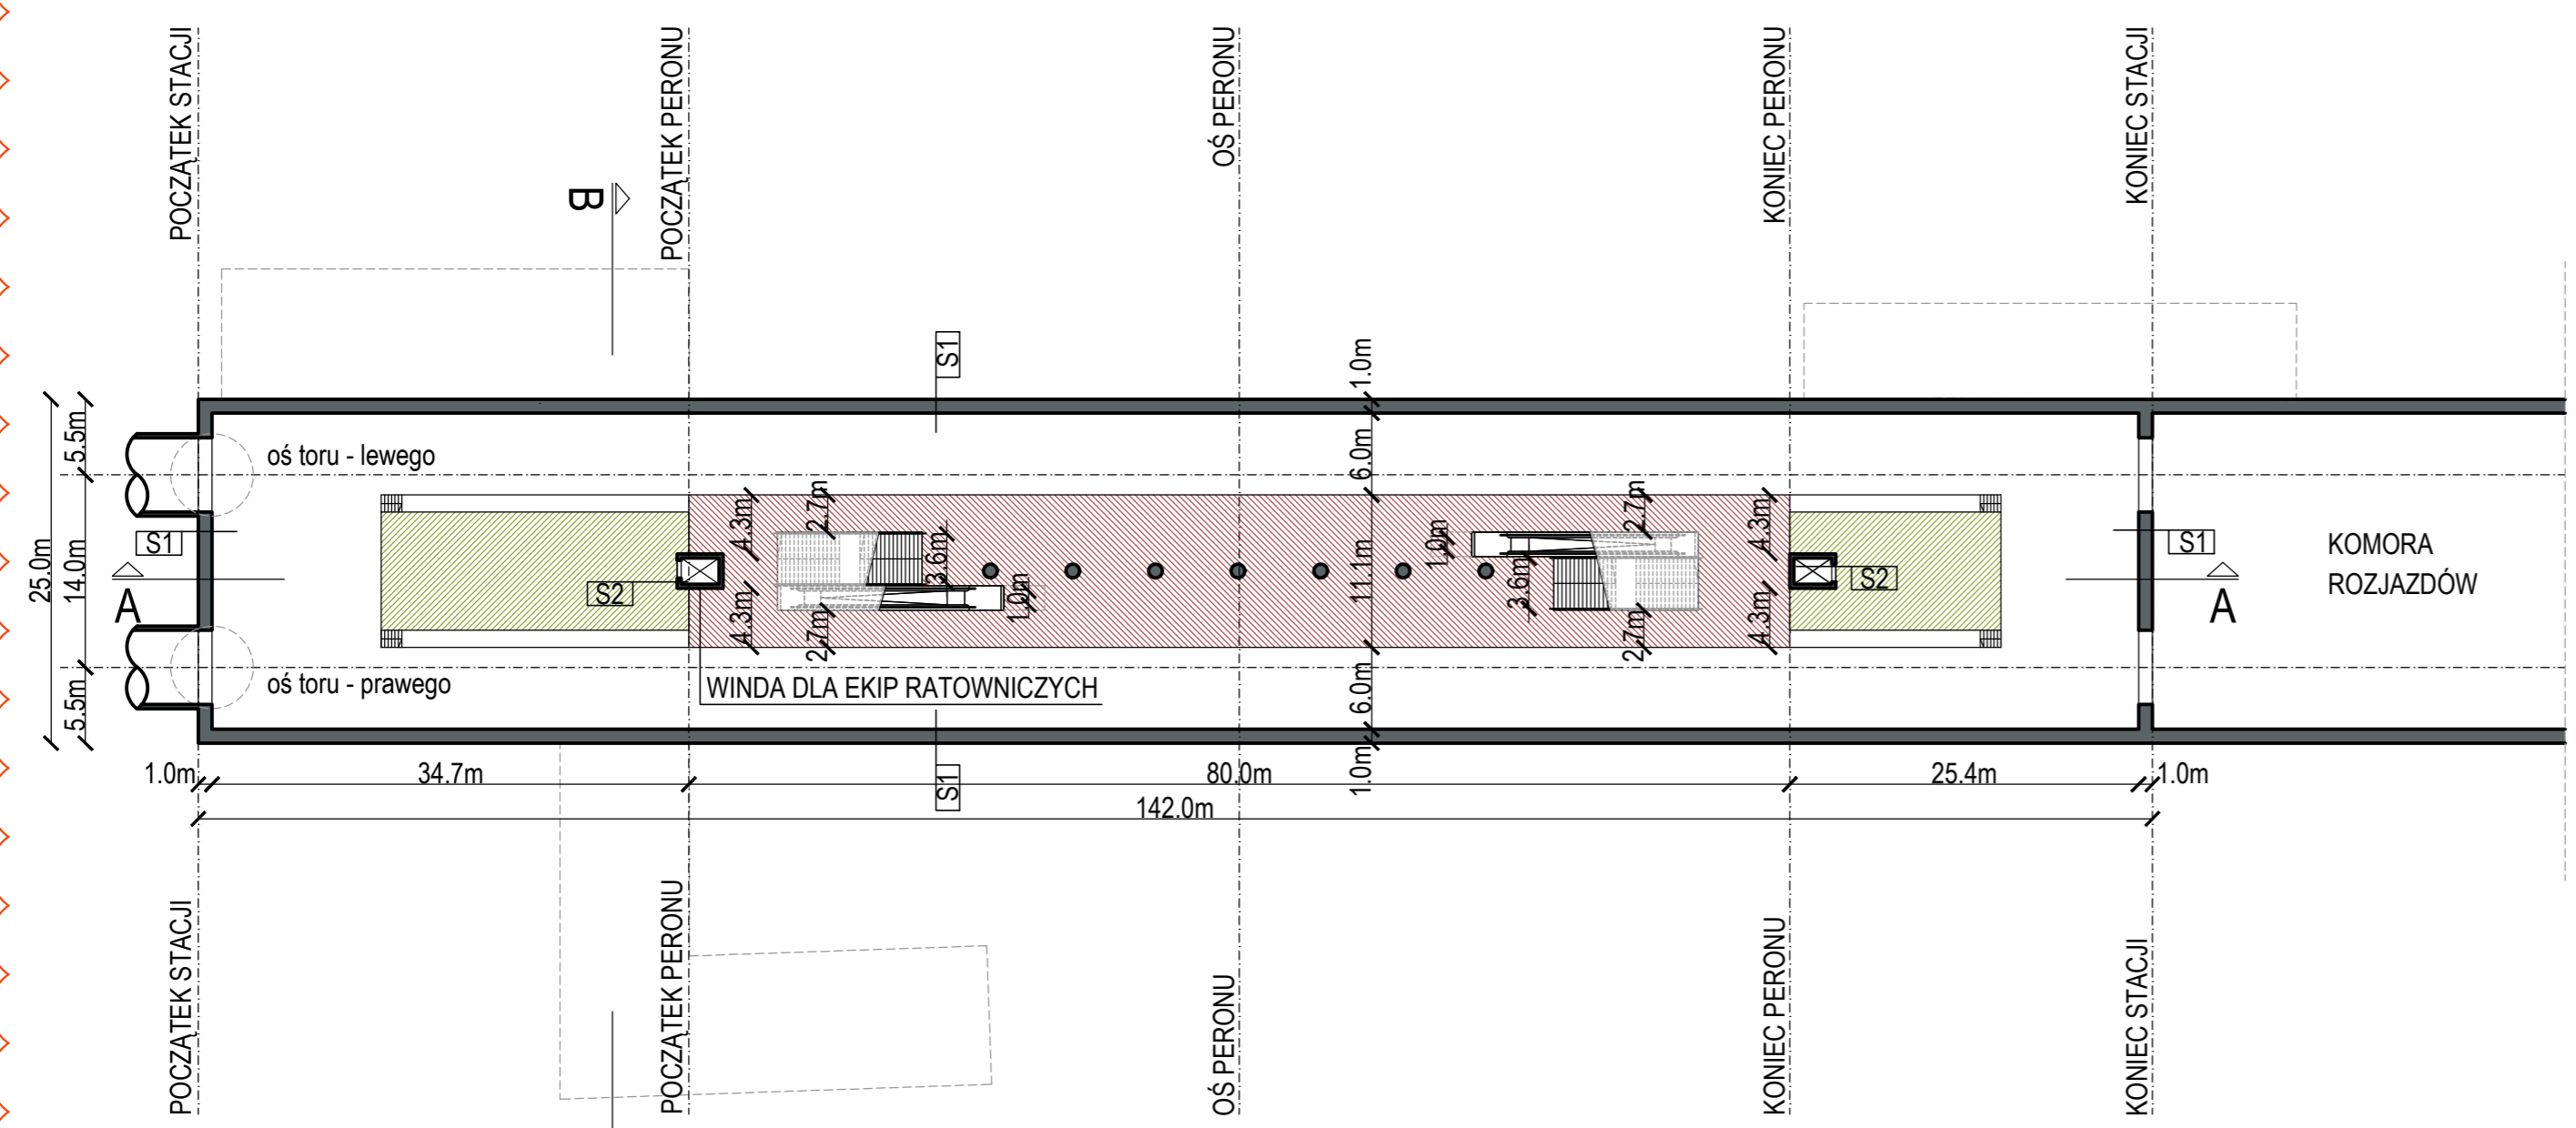 POCZĄTEK STACJI
POCZĄTEK PERONU
OŚ PERONU
KONIEC PERONU
KONIEC STACJI
B
S1
1.0m
25.0m
5.5m
14.0m
5.5m
oś toru - lewego
6.0m
4.3m
2.7m
3.6m
1.0m
11.1m
1.0m
3.6m
2.7m
4.3m
S1
A
S2
S2
S1
A
KOMORA
ROZJAZDÓW
4.3m
2.7m
2.7m
4.3m
oś toru - prawego
WINDA DLA EKIP RATOWNICZYCH
6.0m
1.0m
34.7m
S1
80.0m
1.0m
25.4m
1.0m
142.0m
POCZĄTEK STACJI
POCZĄTEK PERONU
OŚ PERONU
KONIEC PERONU
KONIEC STACJI